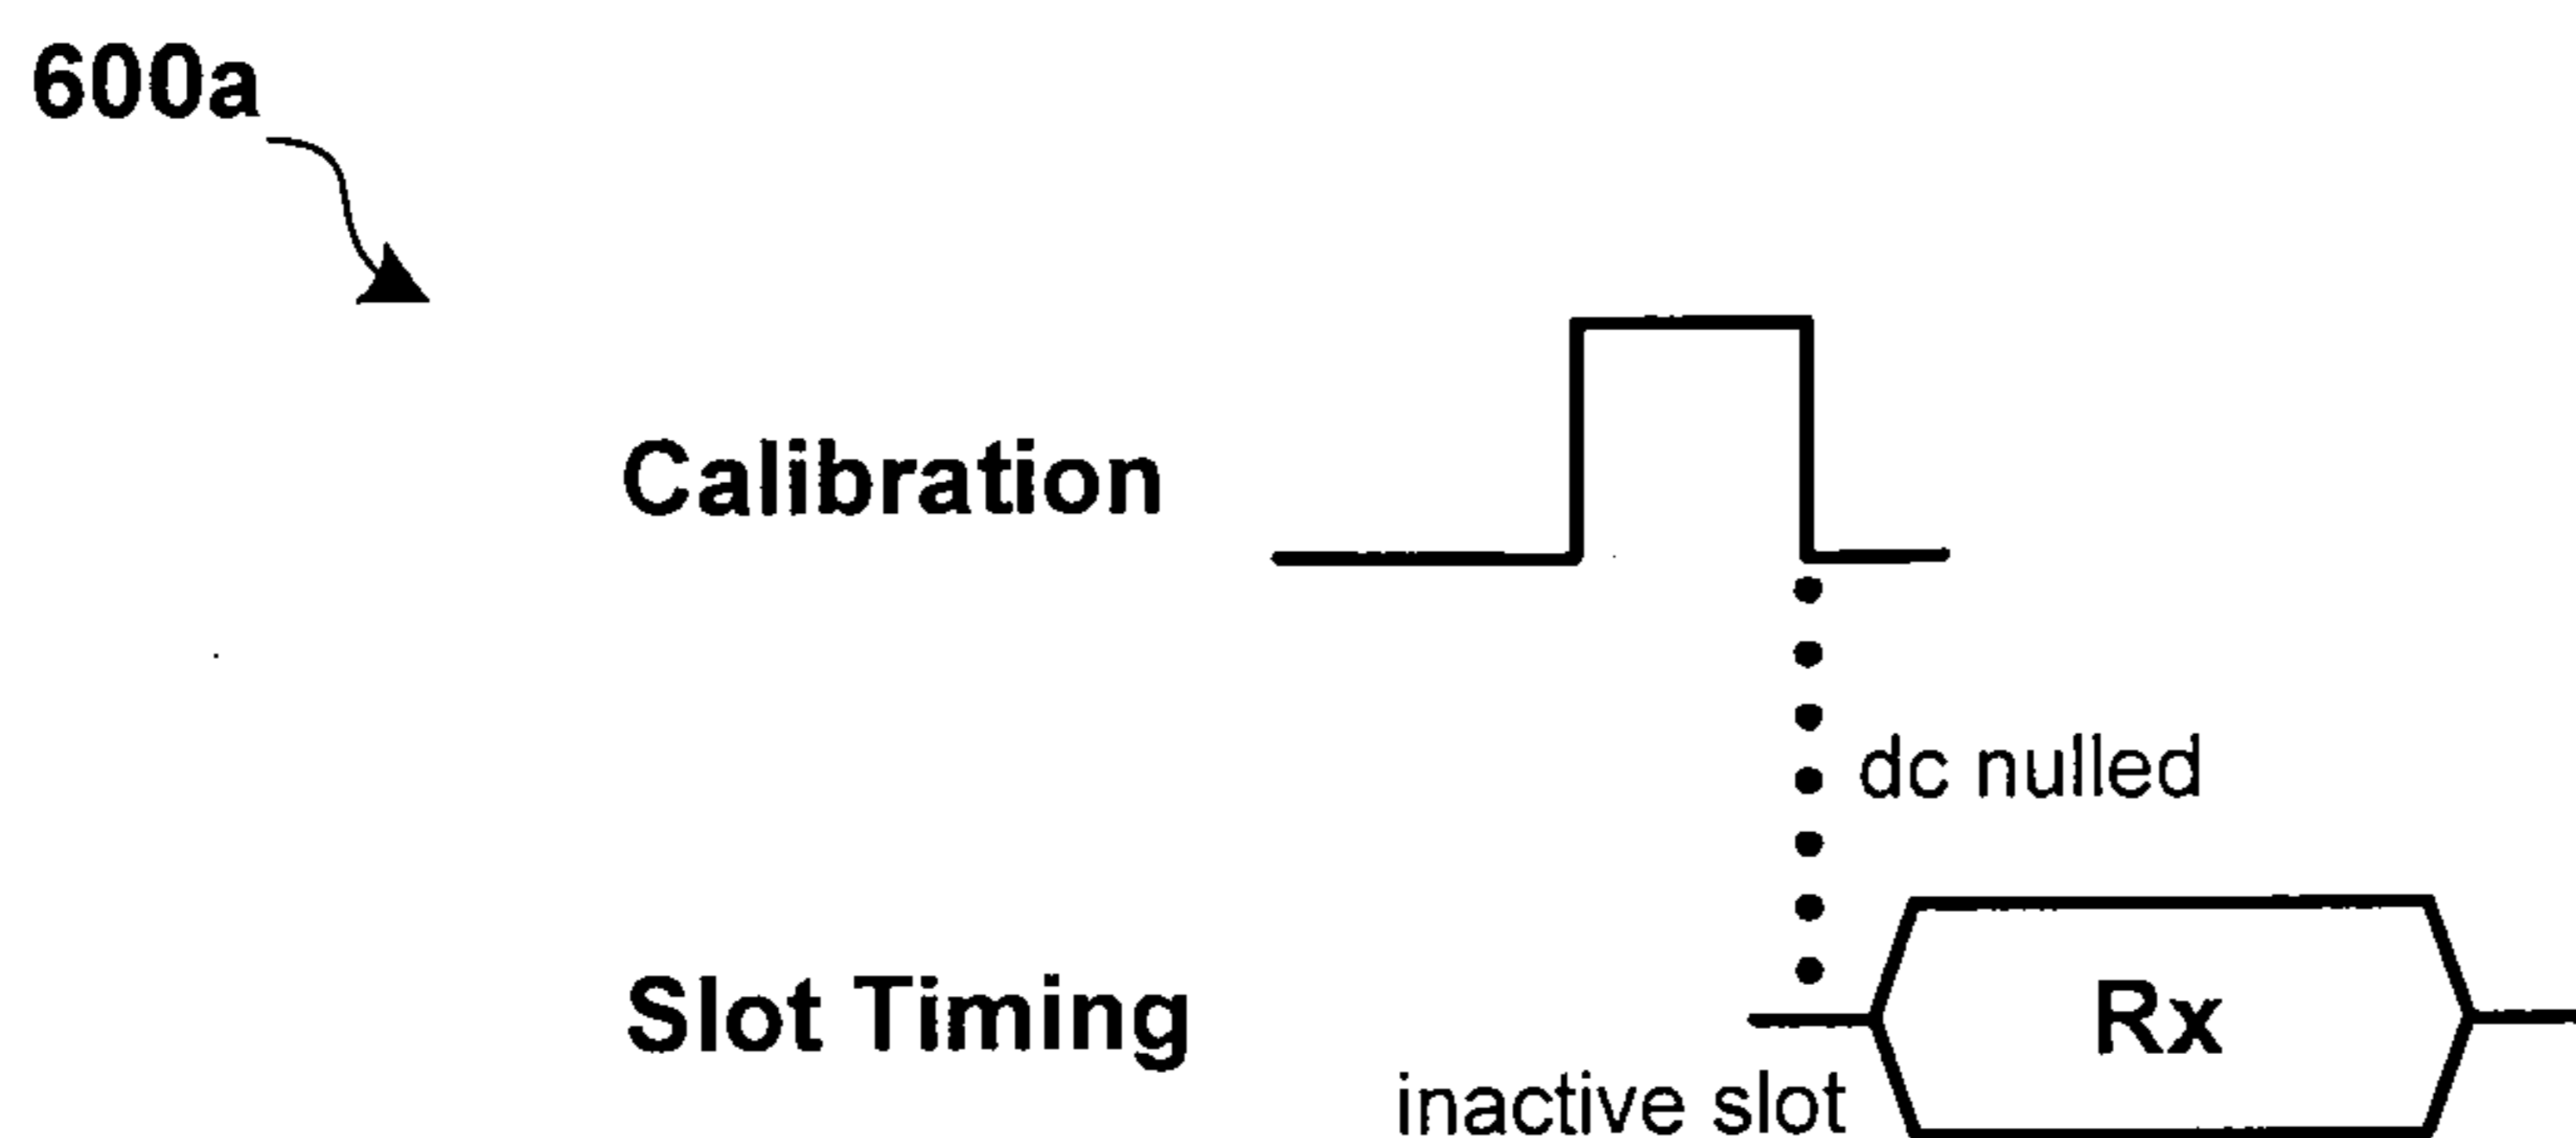 600a
Calibration
dc nulled
Slot Timing
Rx
inactive slot